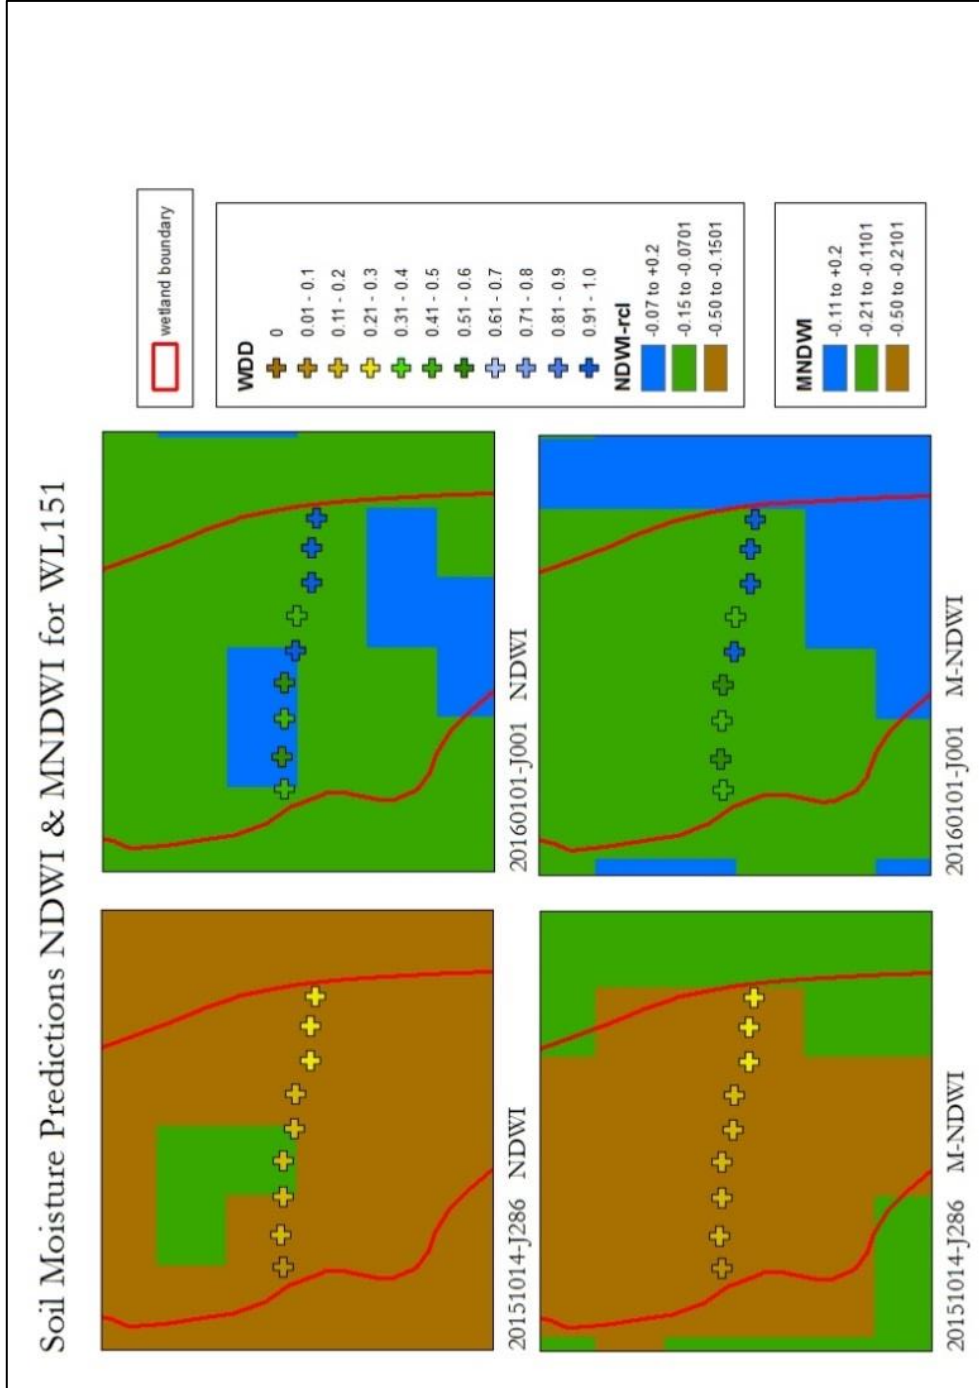 Soil Moisture Predictions NDWI & MNDWI for WL151
20151014-J286 NDWI
20160101-J001 NDWI
20151014-J286 M-NDWI
20160101-J001 M-NDWI
wetland boundary
WDD
0
0.01 - 0.1
0.11 - 0.2
0.21 - 0.3
0.31 - 0.4
0.41 - 0.5
0.51 - 0.6
0.61 - 0.7
0.71 - 0.8
0.81 - 0.9
0.91 - 1.0
NDWI-rcl
-0.07 to +0.2
-0.15 to -0.0701
-0.50 to -0.1501
MNDWI
-0.11 to +0.2
-0.21 to -0.1101
-0.50 to -0.2101